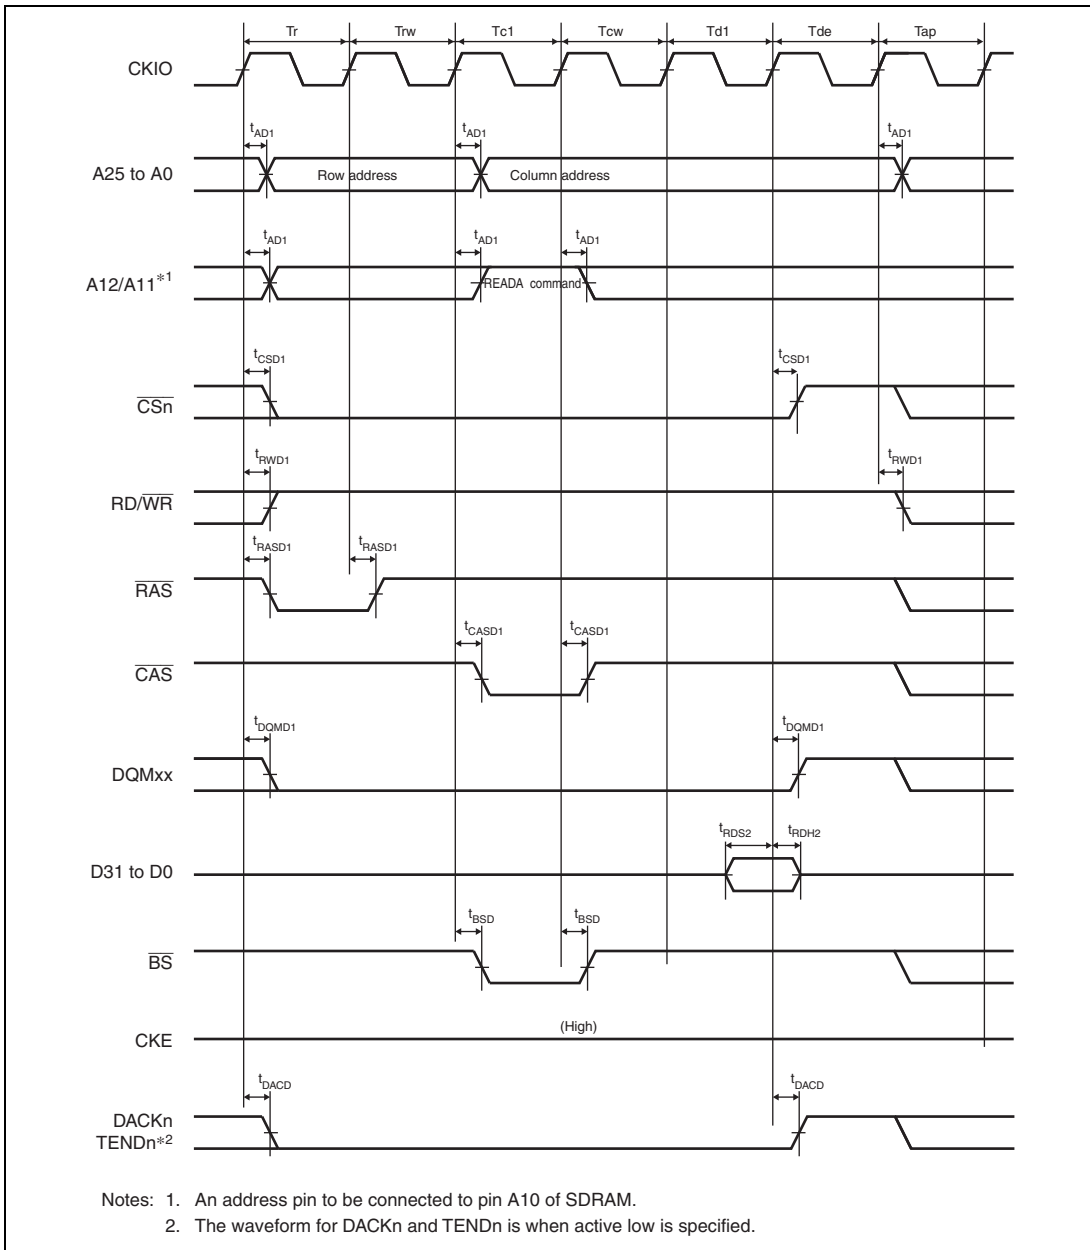 Tr Trw Tc1 Tcw Td1 Tde Tap
CKIO
tAD1 tAD1 tAD1
A25 to A0 Row address Column address
tAD1 tAD1 tAD1
A12/A11*1 READA command
tCSD1 tCSD1
CSn
tRWD1 tRWD1
RD/WR
tRASD1 tRASD1
RAS
tCASD1 tCASD1
CAS
tDQMD1 tDQMD1
DQMxx
tRDS2 tRDH2
D31 to D0
tBSD tBSD
BS
(High)
CKE
tDACD tDACD
DACKn
TENDn*2
Notes: 1. An address pin to be connected to pin A10 of SDRAM.
2. The waveform for DACKn and TENDn is when active low is specified.